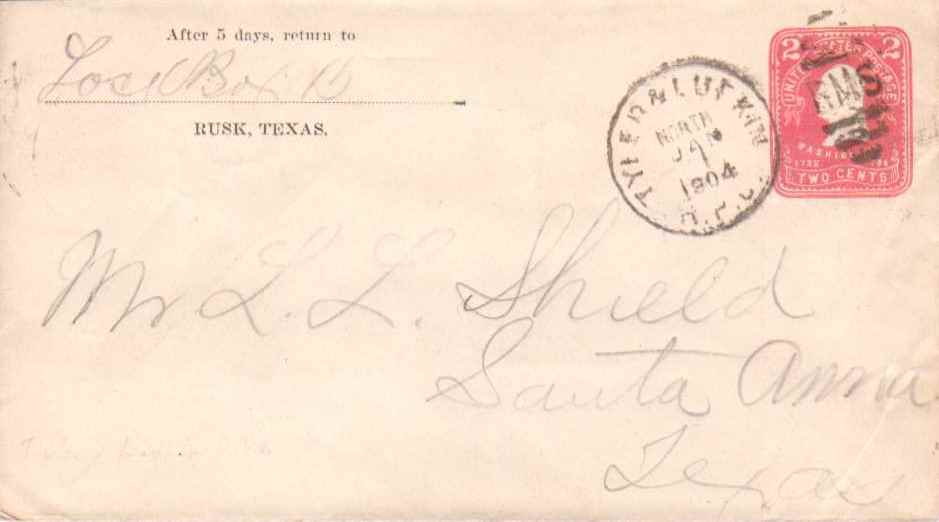 After 5 days, return to
Lock Box B
RUSK, TEXAS.
TYLER & LUFKIN
NORTH
JAN
1
1904
R.P.O.
2 UNITED STATES POSTAGE 2
WASHINGTON
1732
TWO CENTS
Mr L. L. Shield
Santa Anna
Texas